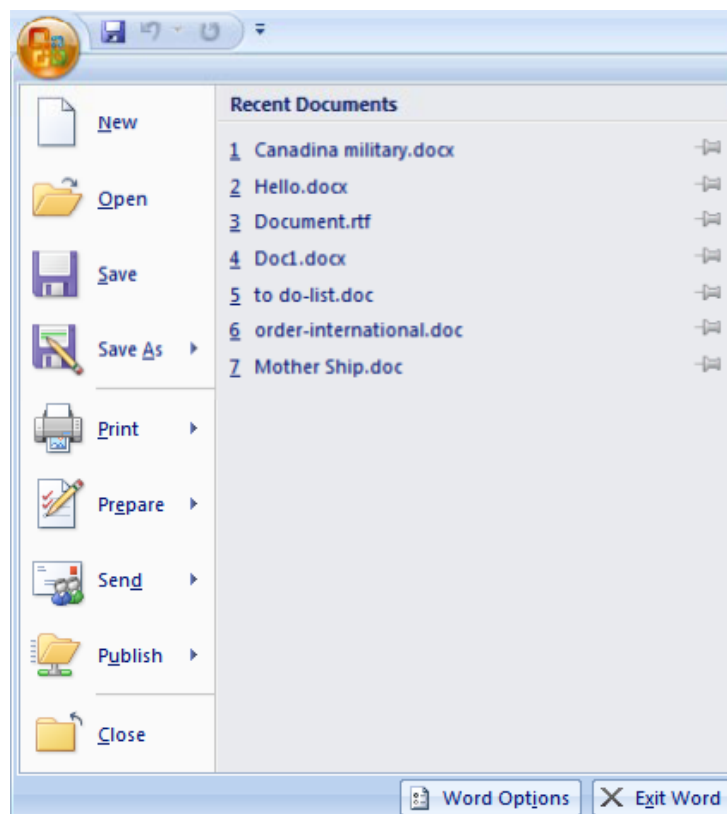 New
Open
Save
Save As
Print
Prepare
Send
Publish
Close
Recent Documents
1 Canadina military.docx
2 Hello.docx
3 Document.rtf
4 Doc1.docx
5 to do-list.doc
6 order-international.doc
7 Mother Ship.doc
Word Options
Exit Word